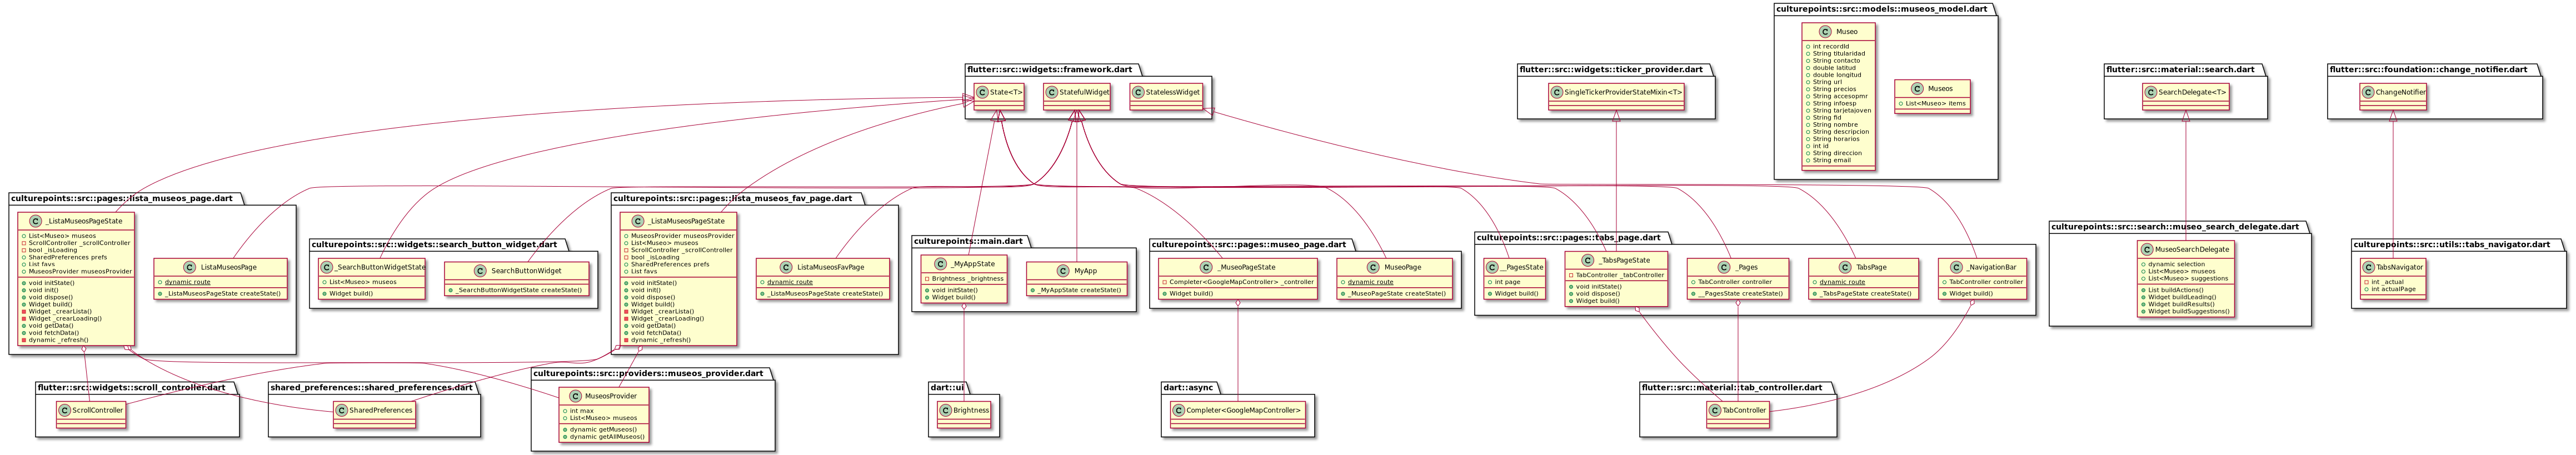 culturepoints::src::models::museos_model.dart
C Museo
int recordId
String titularidad
String contacto
double latitud
double longitud
String url
String precios
String accesopmr
String infoesp
String tarjetajoven
String fid
String nombre
String descripcion
String horarios
int id
String direccion
String email
C Museos
List<Museo> items
flutter::src::widgets::framework.dart
C State<T>
C StatefulWidget
C StatelessWidget
flutter::src::widgets::ticker_provider.dart
C SingleTickerProviderStateMixin<T>
flutter::src::material::search.dart
C SearchDelegate<T>
flutter::src::foundation::change_notifier.dart
C ChangeNotifier
culturepoints::src::pages::lista_museos_page.dart
C _ListaMuseosPageState
List<Museo> museos
ScrollController _scrollController
bool _isLoading
SharedPreferences prefs
List favs
MuseosProvider museosProvider
void initState()
void init()
void dispose()
Widget build()
Widget _crearLista()
Widget _crearLoading()
void getData()
void fetchData()
dynamic _refresh()
C ListaMuseosPage
dynamic route
_ListaMuseosPageState createState()
culturepoints::src::widgets::search_button_widget.dart
C _SearchButtonWidgetState
List<Museo> museos
Widget build()
C SearchButtonWidget
_SearchButtonWidgetState createState()
culturepoints::src::pages::lista_museos_fav_page.dart
C _ListaMuseosPageState
MuseosProvider museosProvider
List<Museo> museos
ScrollController _scrollController
bool _isLoading
SharedPreferences prefs
List favs
void initState()
void init()
void dispose()
Widget build()
Widget _crearLista()
Widget _crearLoading()
void getData()
void fetchData()
dynamic _refresh()
C ListaMuseosFavPage
dynamic route
_ListaMuseosPageState createState()
culturepoints::main.dart
C _MyAppState
Brightness _brightness
void initState()
Widget build()
C MyApp
_MyAppState createState()
culturepoints::src::pages::museo_page.dart
C _MuseoPageState
Completer<GoogleMapController> _controller
Widget build()
C MuseoPage
dynamic route
_MuseoPageState createState()
culturepoints::src::pages::tabs_page.dart
C __PagesState
int page
Widget build()
C _TabsPageState
TabController _tabController
void initState()
void dispose()
Widget build()
C _Pages
TabController controller
__PagesState createState()
C TabsPage
dynamic route
_TabsPageState createState()
C _NavigationBar
TabController controller
Widget build()
culturepoints::src::search::museo_search_delegate.dart
C MuseoSearchDelegate
dynamic selection
List<Museo> museos
List<Museo> suggestions
List buildActions()
Widget buildLeading()
Widget buildResults()
Widget buildSuggestions()
culturepoints::src::utils::tabs_navigator.dart
C TabsNavigator
int _actual
int actualPage
flutter::src::widgets::scroll_controller.dart
C ScrollController
shared_preferences::shared_preferences.dart
C SharedPreferences
culturepoints::src::providers::museos_provider.dart
C MuseosProvider
int max
List<Museo> museos
dynamic getMuseos()
dynamic getAllMuseos()
dart::ui
C Brightness
dart::async
C Completer<GoogleMapController>
flutter::src::material::tab_controller.dart
C TabController